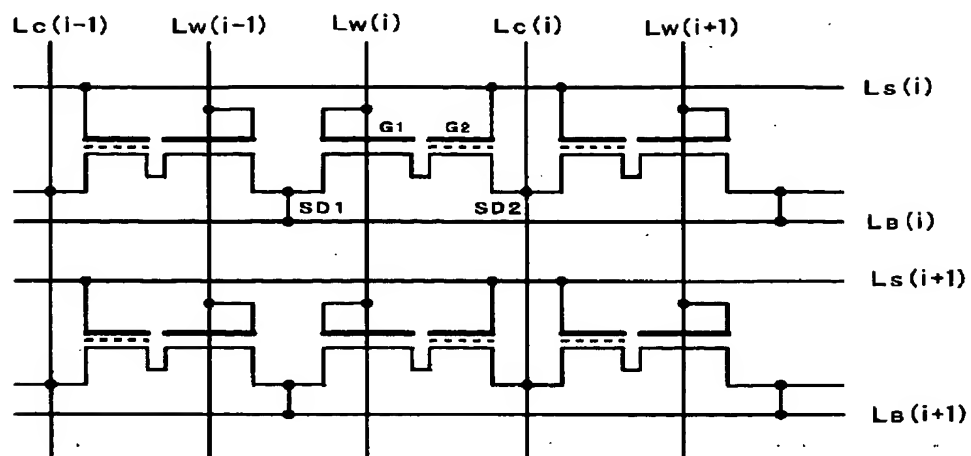 Lc(i-1) Lw(i-1) Lw(i) Lc(i) Lw(i+1)
Ls(i)
G1 G2
SD1 SD2
LB(i)
Ls(i+1)
LB(i+1)